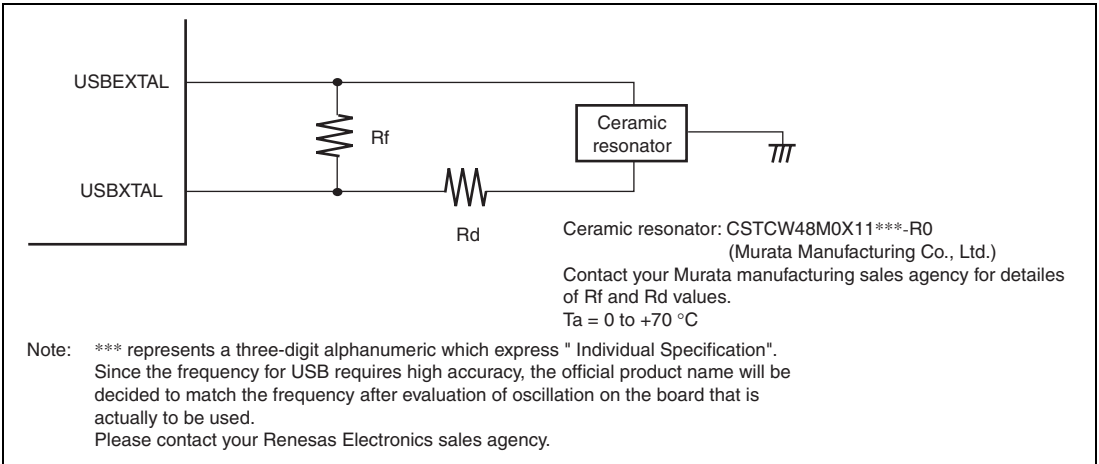 USBEXTAL
Rf
Ceramic
resonator
USBXTAL
Rd
Ceramic resonator: CSTCW48M0X11***-R0
(Murata Manufacturing Co., Ltd.)
Contact your Murata manufacturing sales agency for detailes
of Rf and Rd values.
Ta = 0 to +70 °C
Note: *** represents a three-digit alphanumeric which express " Individual Specification".
Since the frequency for USB requires high accuracy, the official product name will be
decided to match the frequency after evaluation of oscillation on the board that is
actually to be used.
Please contact your Renesas Electronics sales agency.